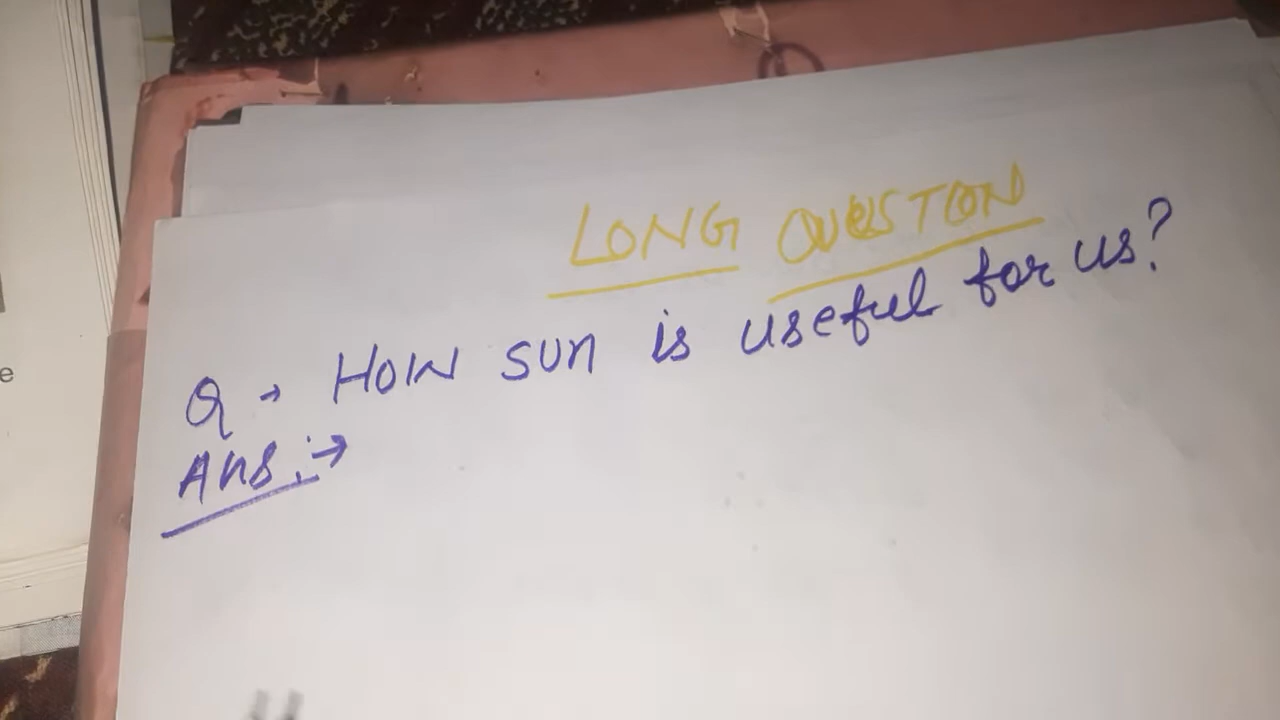 LONG QUESTON
Q → HOW SUN is useful for us?
Ans :→
e